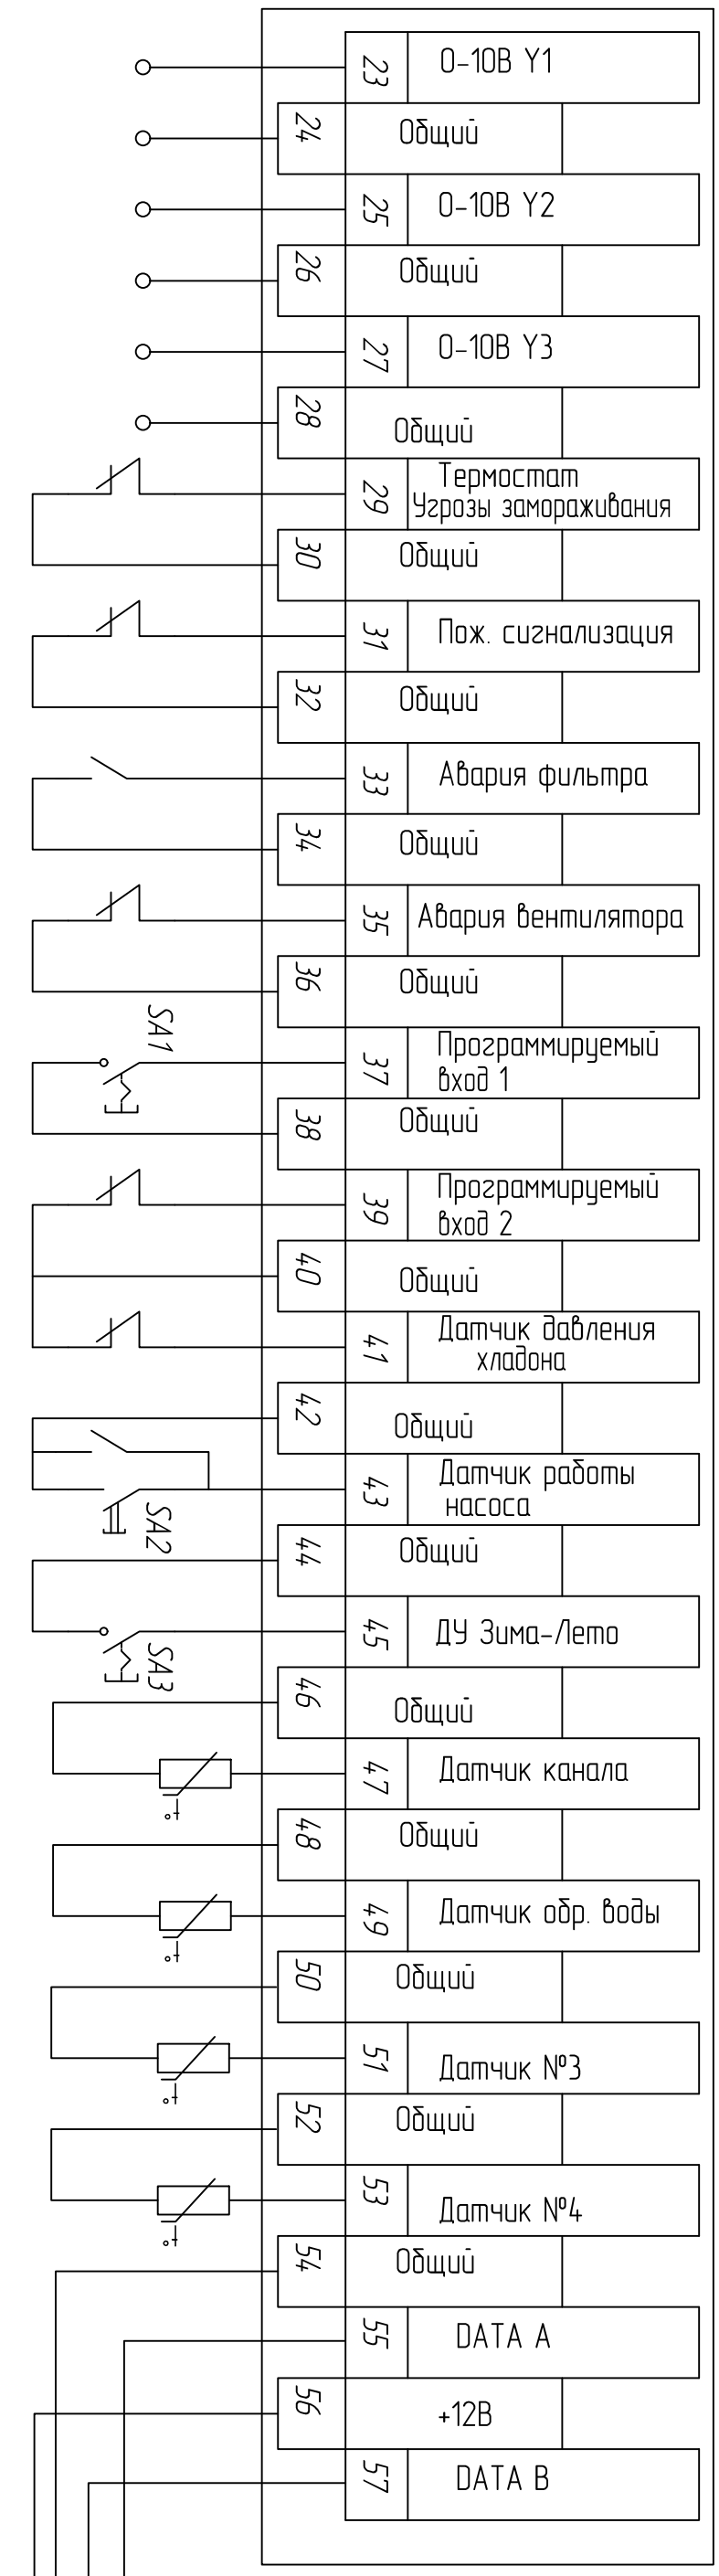 23 0-10В Y1
24 Общий
25 0-10В Y2
26 Общий
27 0-10В Y3
28 Общий
29 Термостат
Угрозы замораживания
30 Общий
31 Пож. сигнализация
32 Общий
33 Авария фильтра
34 Общий
35 Авария вентилятора
36 Общий
SA1
37 Программируемый
вход 1
38 Общий
39 Программируемый
вход 2
40 Общий
41 Датчик давления
хладона
42 Общий
43 Датчик работы
насоса
SA2
44 Общий
45 ДУ Зима-Лето
SA3
46 Общий
47 Датчик канала
t°
48 Общий
49 Датчик обр. воды
t°
50 Общий
51 Датчик №3
t°
52 Общий
53 Датчик №4
t°
54 Общий
55 DATA A
56 +12В
57 DATA B